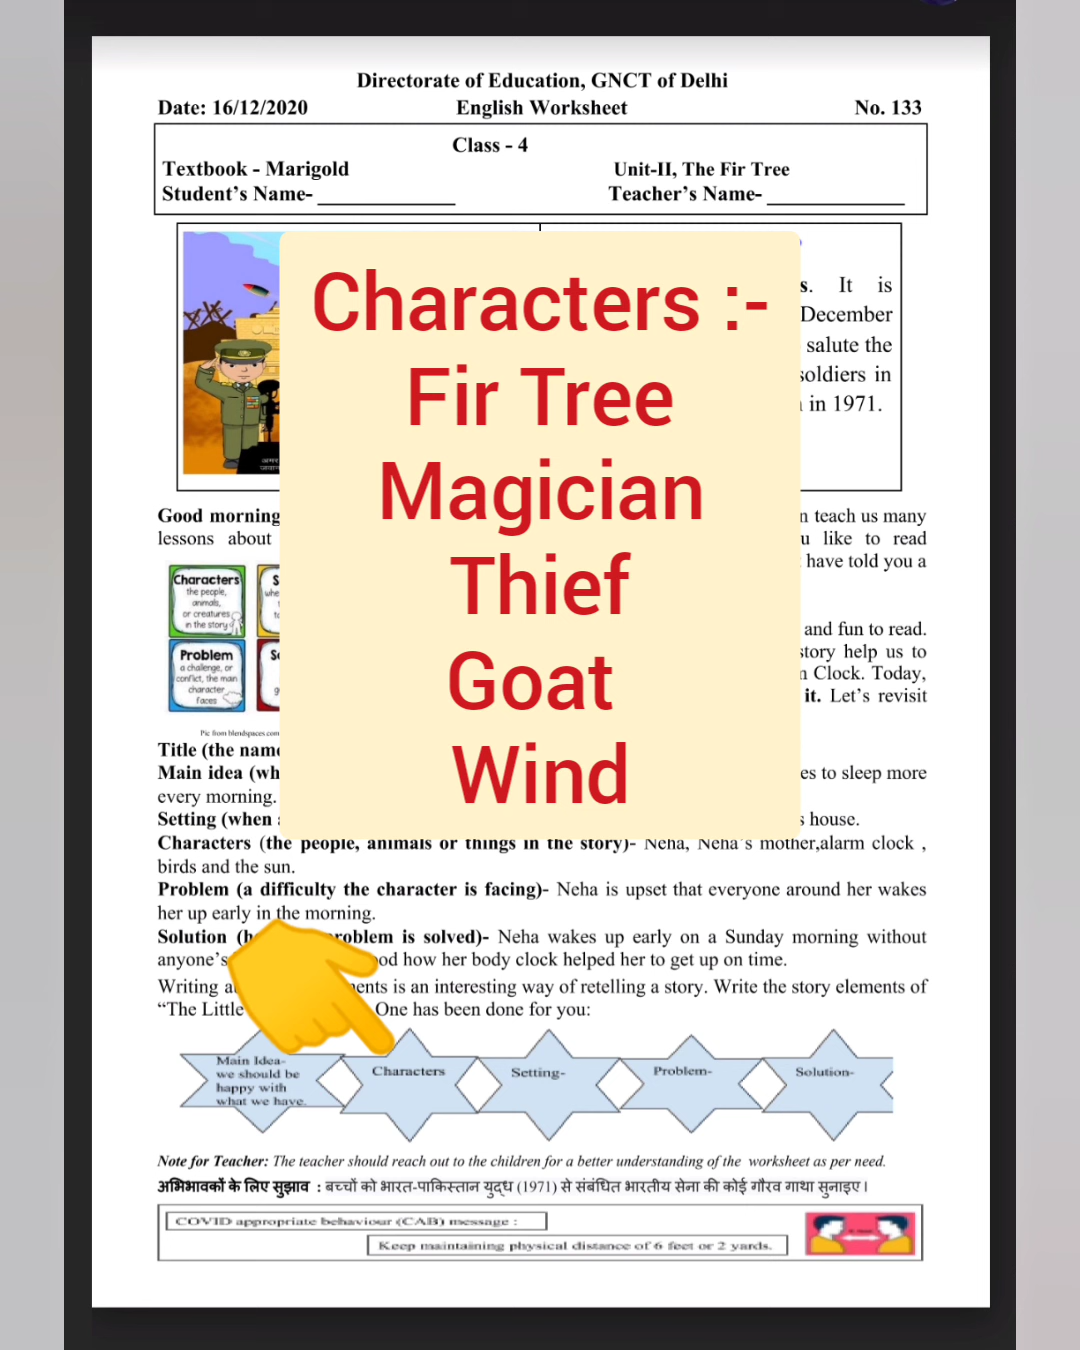 Directorate of Education, GNCT of Delhi
Date: 16/12/2020 English Worksheet No. 133
Class - 4
Textbook - Marigold Unit-II, The Fir Tree
Student's Name- Teacher's Name-
s. It is
December
salute the
soldiers in
in 1971.
Characters :-
Fir Tree
Magician
Thief
Goat
Wind
Good morning n teach us many
lessons about u like to read
have told you a
Characters
the people,
animals,
or creatures
in the story
and fun to read.
story help us to
Problem
a challenge, or
conflict, the main
character
faces
n Clock. Today,
it. Let's revisit
Pic from blendspaces.com
Title (the name
Main idea (wh es to sleep more
every morning.
Setting (when s house.
Characters (the people, animals or things in the story)- Neha, Neha's mother,alarm clock ,
birds and the sun.
Problem (a difficulty the character is facing)- Neha is upset that everyone around her wakes
her up early in the morning.
Solution (h roblem is solved)- Neha wakes up early on a Sunday morning without
anyone's od how her body clock helped her to get up on time.
Writing a ents is an interesting way of retelling a story. Write the story elements of
“The Little One has been done for you:
Main Idea-
we should be
happy with
what we have.
Characters
Setting-
Problem-
Solution-
Note for Teacher: The teacher should reach out to the children for a better understanding of the worksheet as per need.
अभिभावकों के लिए सुझाव : बच्चों को भारत-पाकिस्तान युद्ध (1971) से संबंधित भारतीय सेना की कोई गौरव गाथा सुनाइए।
COVID appropriate behaviour (CAB) message :
Keep maintaining physical distance of 6 feet or 2 yards.